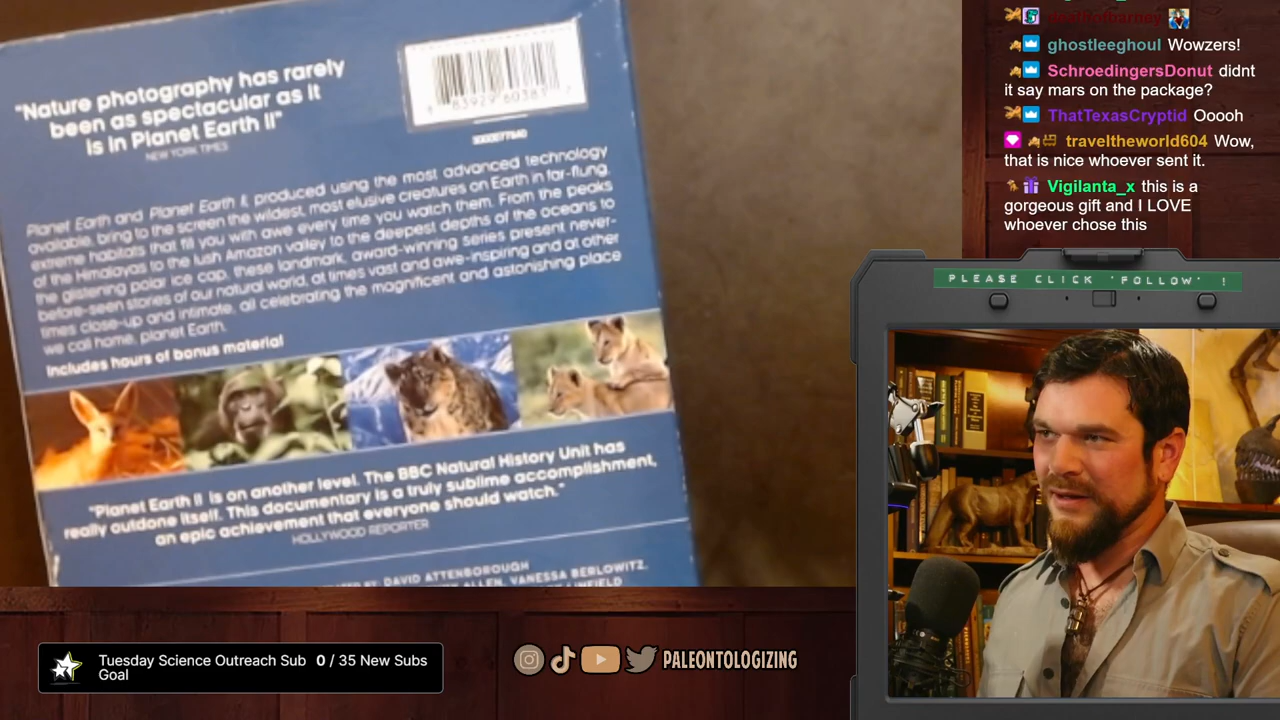 "Nature photography has rarely
been as spectacular as it
is in Planet Earth II"
NEW YORK TIMES
Planet Earth and Planet Earth II, produced using the most advanced technology
available, bring to the screen the wildest, most elusive creatures on Earth in far-flung,
extreme habitats that fill you with awe every time you watch them. From the peaks
of the Himalayas to the lush Amazon valley to the deepest depths of the oceans to
the glistening polar ice cap, these landmark, award-winning series present never-
before-seen stories of our natural world, at times vast and awe-inspiring and at other
times close-up and intimate, all celebrating the magnificent and astonishing place
we call home, planet Earth.
Includes hours of bonus material
"Planet Earth II is on another level. The BBC Natural History Unit has
really outdone itself. This documentary is a truly sublime accomplishment,
an epic achievement that everyone should watch."
HOLLYWOOD REPORTER
DAVID ATTENBOROUGH
ALLEN, VANESSA BERLOWITZ,
deathofbarney
ghostleeghoul Wowzers!
SchroedingersDonut didnt
it say mars on the package?
ThatTexasCryptid Ooooh
traveltheworld604 Wow,
that is nice whoever sent it.
Vigilanta_x this is a
gorgeous gift and I LOVE
whoever chose this
PLEASE CLICK "FOLLOW" !
Tuesday Science Outreach Sub 0 / 35 New Subs
Goal
PALEONTOLOGIZING